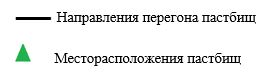 Направления перегона пастбищ
Месторасположения пастбищ